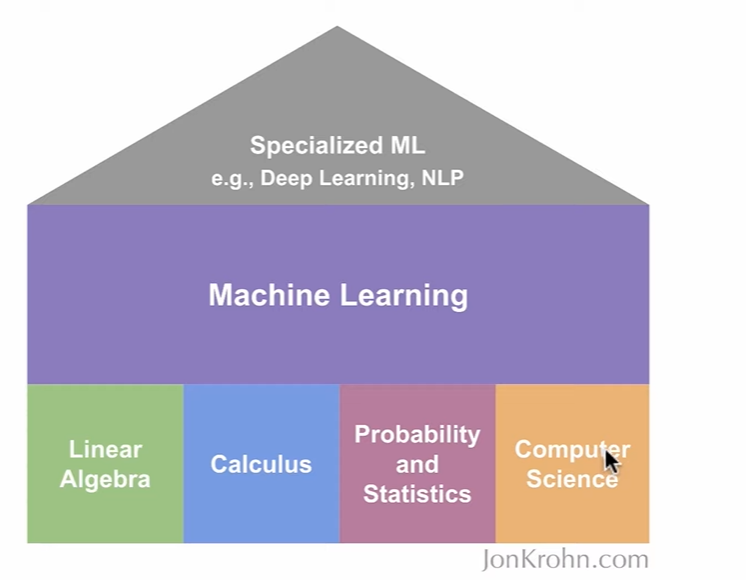 Specialized ML
e.g., Deep Learning, NLP
Machine Learning
Linear
Algebra
Calculus
Probability
and
Statistics
Computer
Science
JonKrohn.com